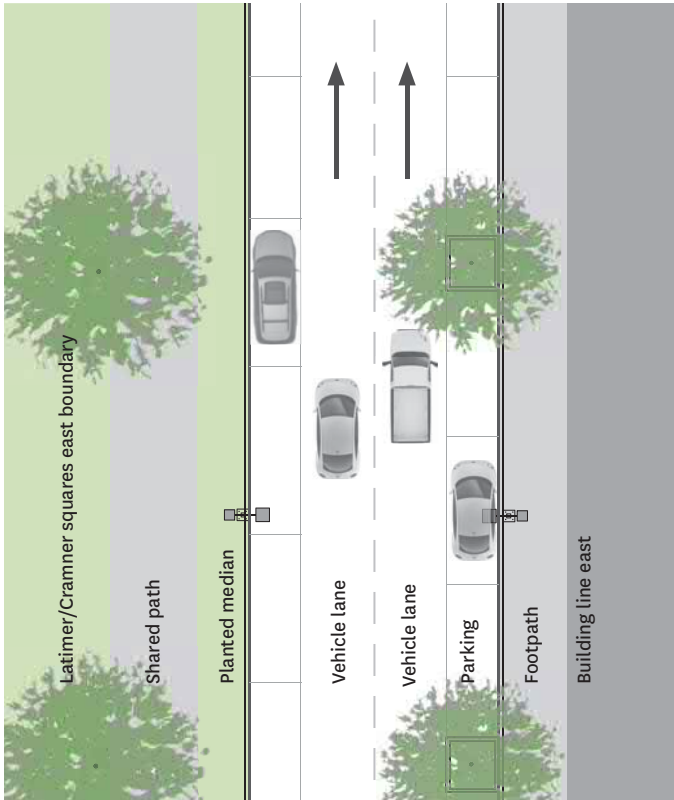 Latimer/Cramner squares east boundary
Shared path
Planted median
Vehicle lane
Vehicle lane
Parking
Footpath
Building line east